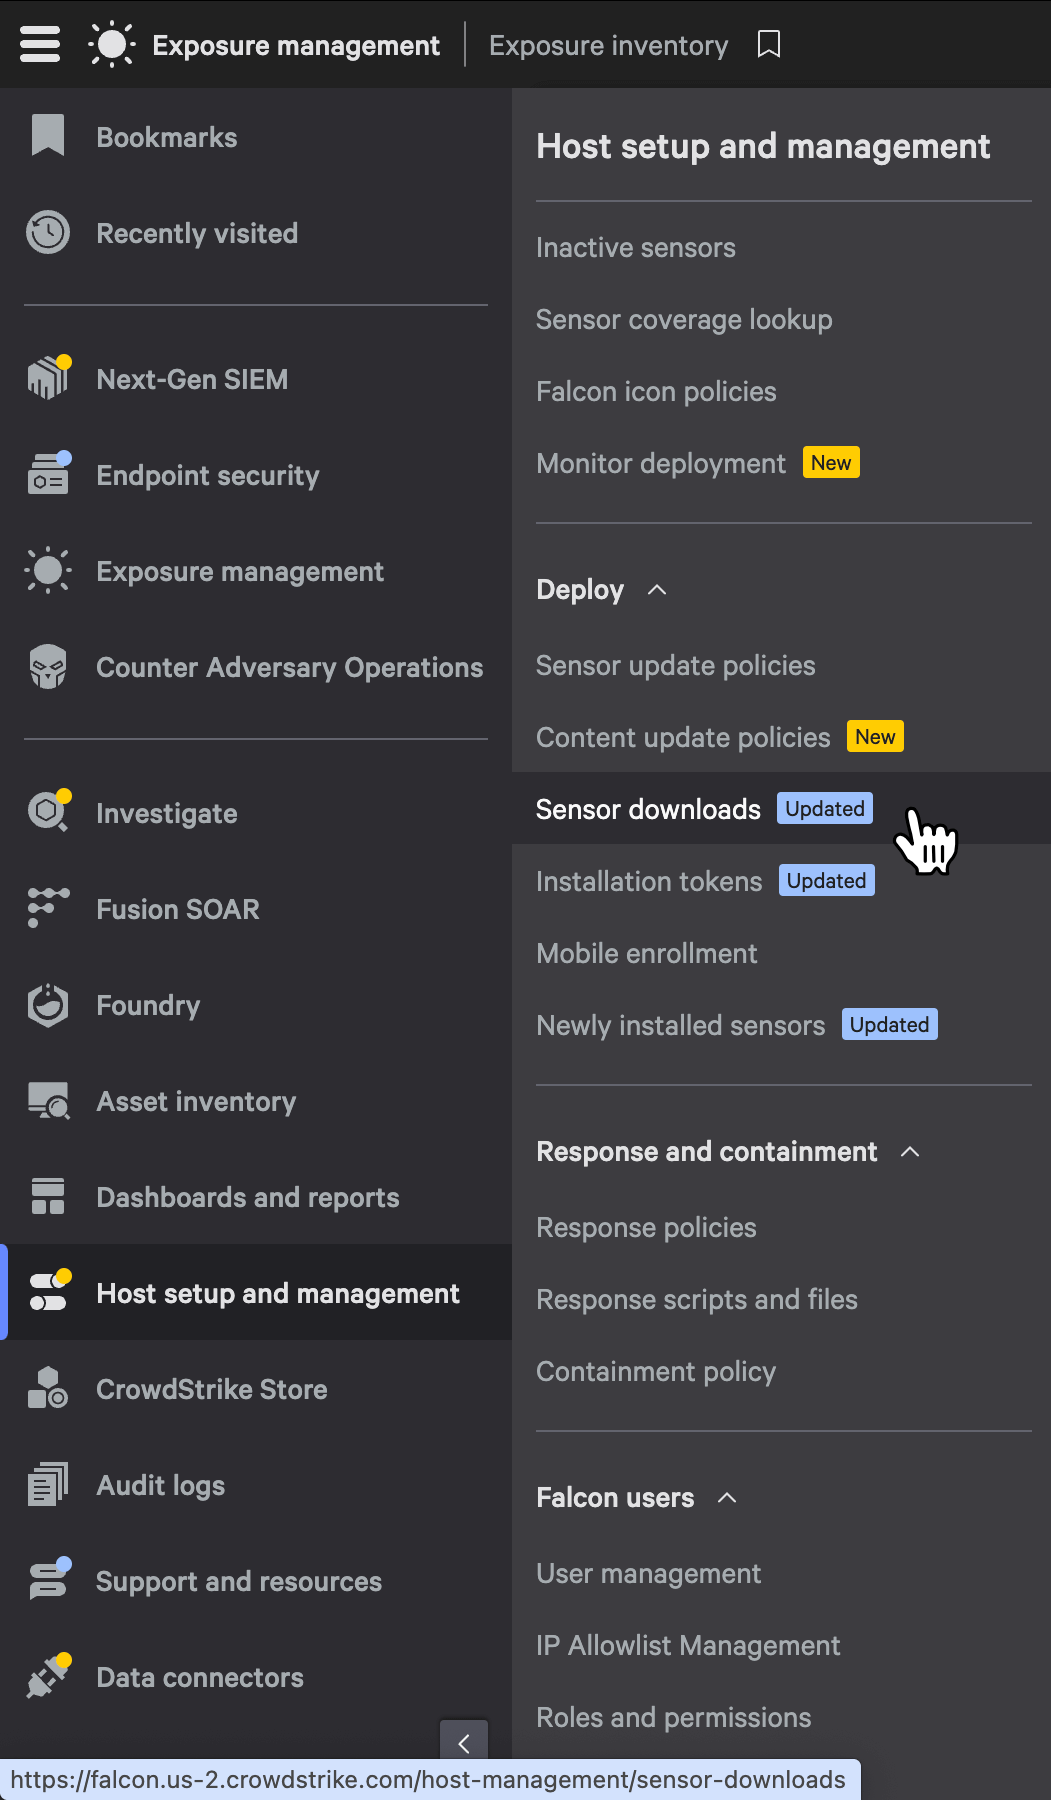 Exposure management
Exposure inventory
Bookmarks
Recently visited
Next-Gen SIEM
Endpoint security
Exposure management
Counter Adversary Operations
Investigate
Fusion SOAR
Foundry
Asset inventory
Dashboards and reports
Host setup and management
CrowdStrike Store
Audit logs
Support and resources
Data connectors
Host setup and management
Inactive sensors
Sensor coverage lookup
Falcon icon policies
Monitor deployment New
Deploy
Sensor update policies
Content update policies New
Sensor downloads Updated
Installation tokens Updated
Mobile enrollment
Newly installed sensors Updated
Response and containment
Response policies
Response scripts and files
Containment policy
Falcon users
User management
IP Allowlist Management
Roles and permissions
https://falcon.us-2.crowdstrike.com/host-management/sensor-downloads